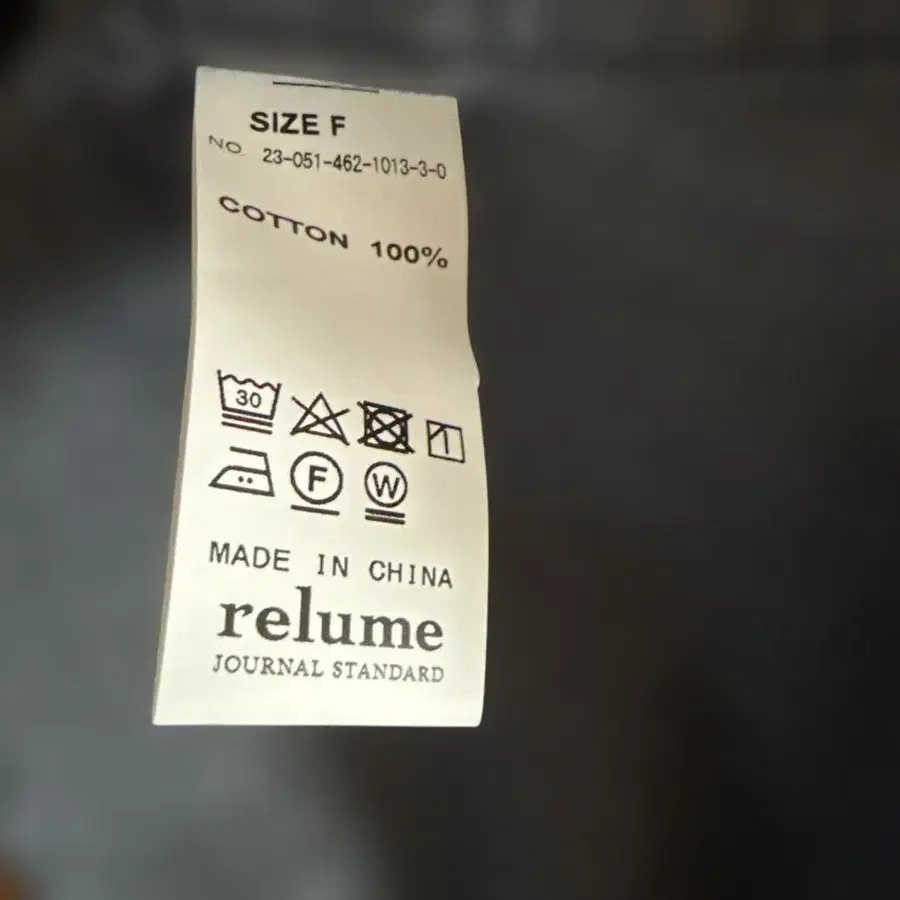 SIZE F
NO. 23-051-462-1013-3-0
COTTON 100%
30
F W
MADE IN CHINA
relume
JOURNAL STANDARD